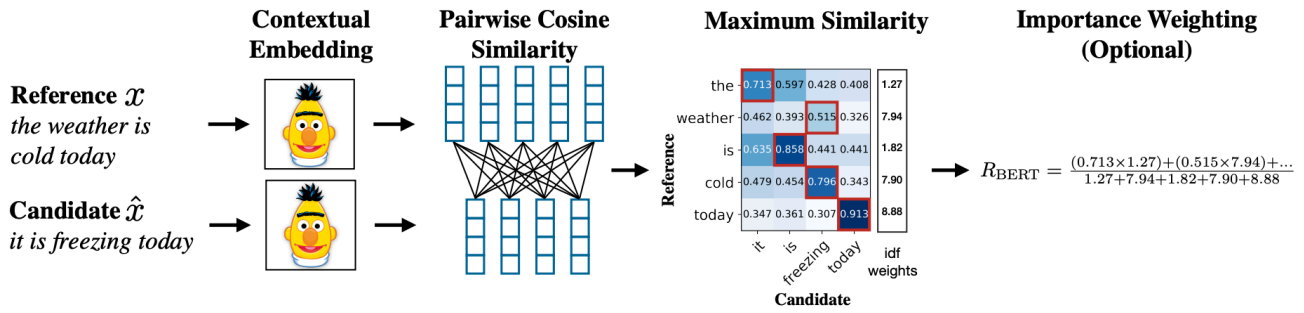 Contextual
Embedding
Pairwise Cosine
Similarity
Maximum Similarity
Importance Weighting
(Optional)
Reference x
the weather is
cold today
Candidate x̂
it is freezing today
Reference
the 0.713 0.597 0.428 0.408 1.27
weather 0.462 0.393 0.515 0.326 7.94
is 0.635 0.858 0.441 0.441 1.82
cold 0.479 0.454 0.796 0.343 7.90
today 0.347 0.361 0.307 0.913 8.88
it is freezing today
idf
weights
Candidate
R_BERT = (0.713×1.27)+(0.515×7.94)+... / 1.27+7.94+1.82+7.90+8.88